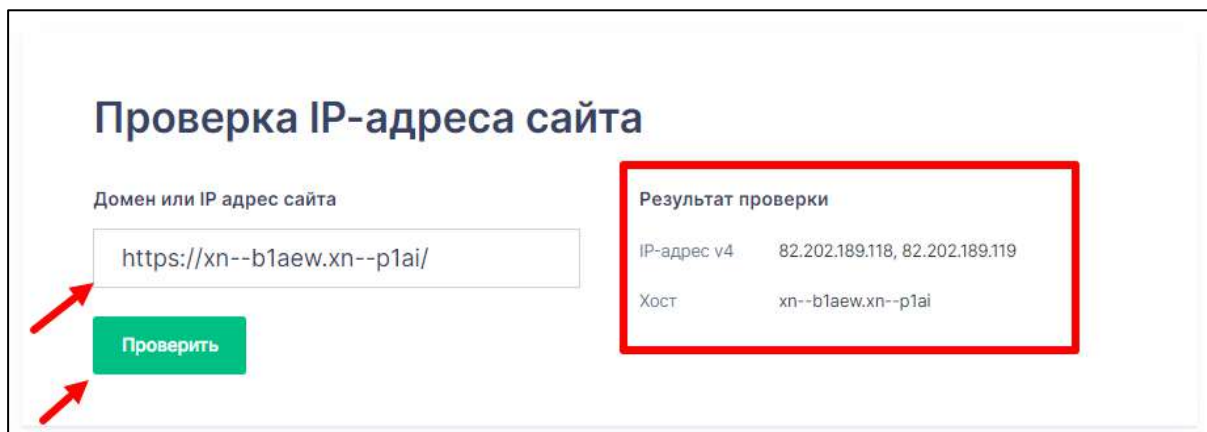 Проверка IP-адреса сайта
Домен или IP адрес сайта
https://xn--b1aew.xn--p1ai/
Проверить
Результат проверки
IP-адрес v4 82.202.189.118, 82.202.189.119
Хост xn--b1aew.xn--p1ai